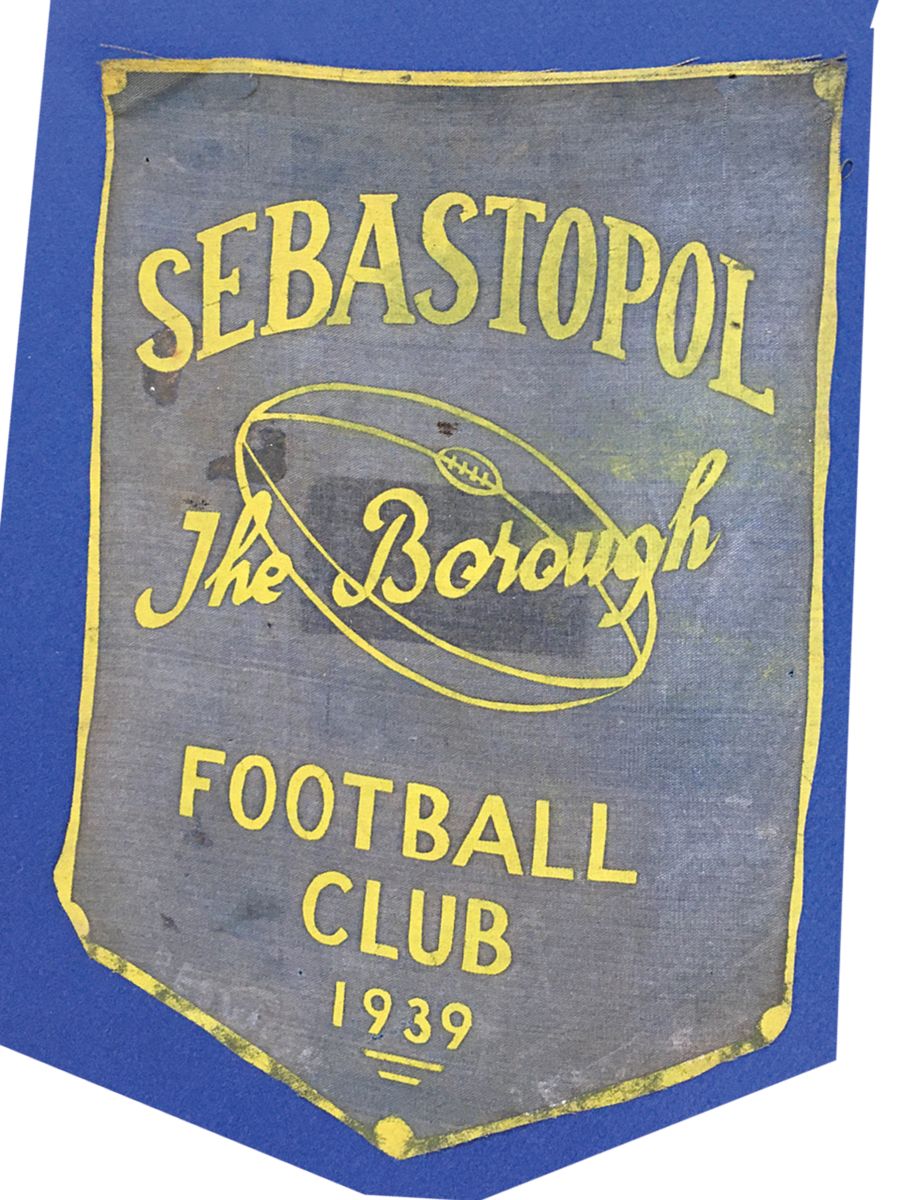 SEBASTOPOL
The Borough
FOOTBALL
CLUB
1939